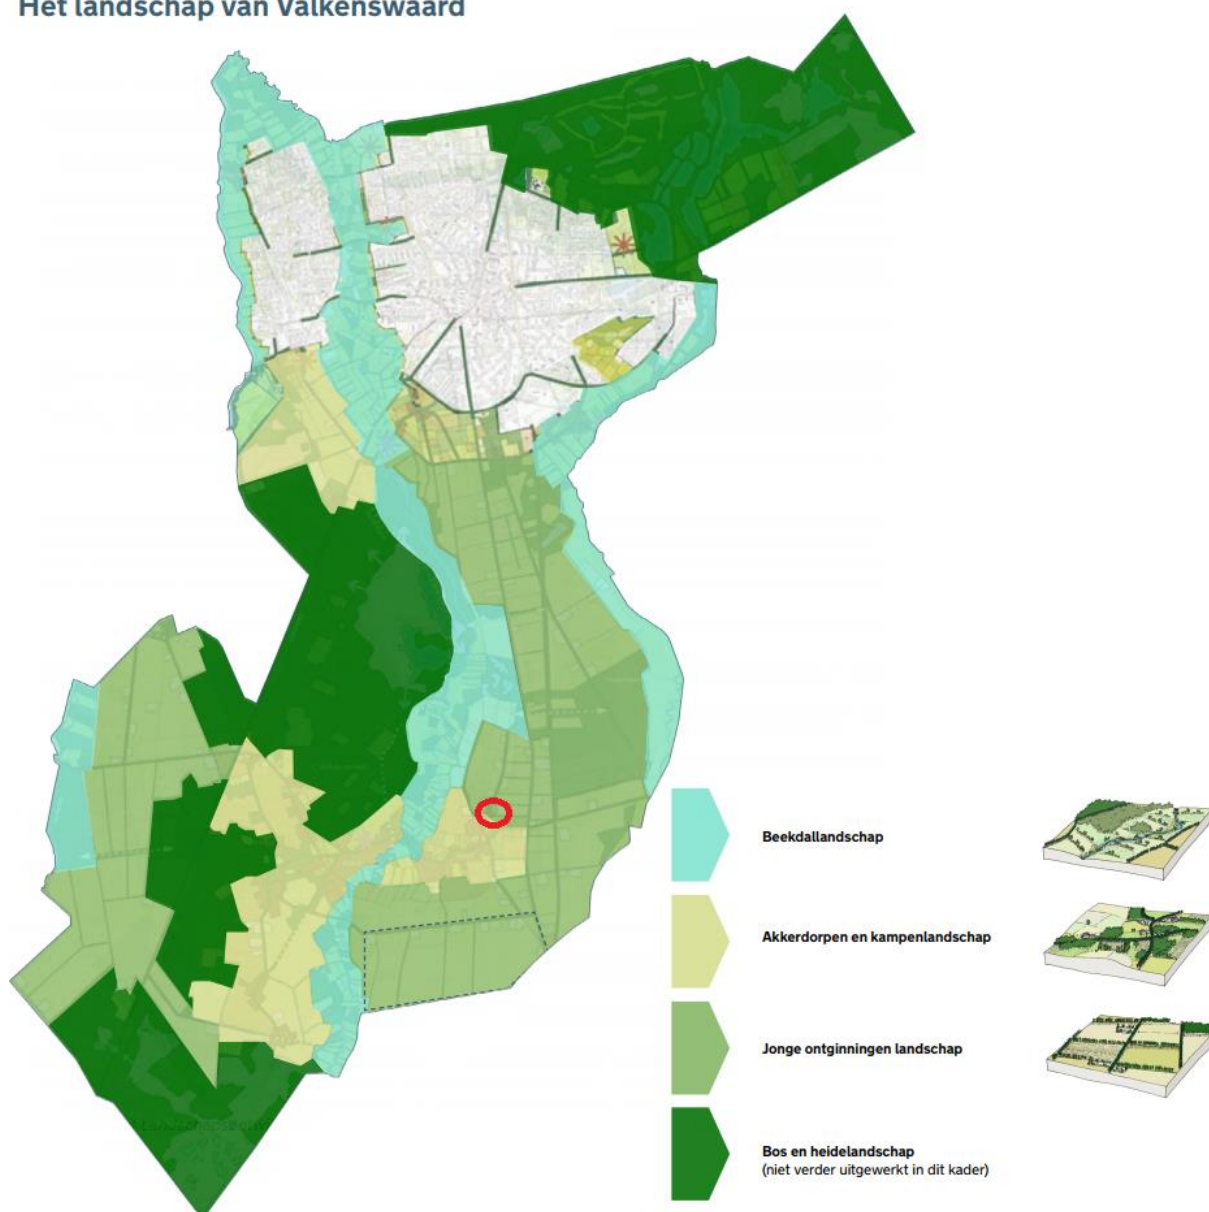 Het landschap van Valkenswaard
Beekdallandschap
Akkerdorpen en kampenlandschap
Jonge ontginningen landschap
Bos en heidelandschap
(niet verder uitgewerkt in dit kader)